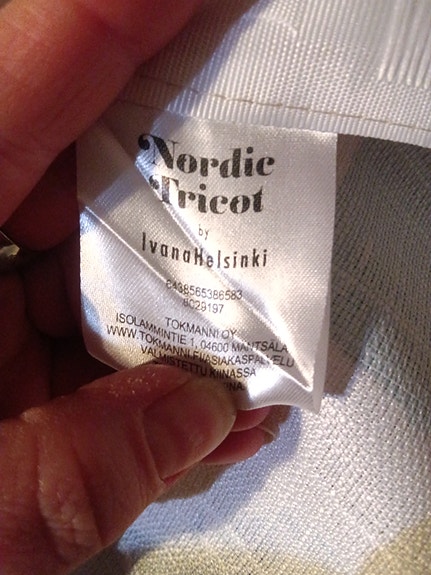 Nordic
Tricot
by
IvanaHelsinki
6438565386583
8029197
TOKMANNI OY
ISOLAMMINTIE 1, 04600 MÄNTSÄLÄ
WWW.TOKMANNI.FI/ASIAKASPALVELU
VALMISTETTU KIINASSA